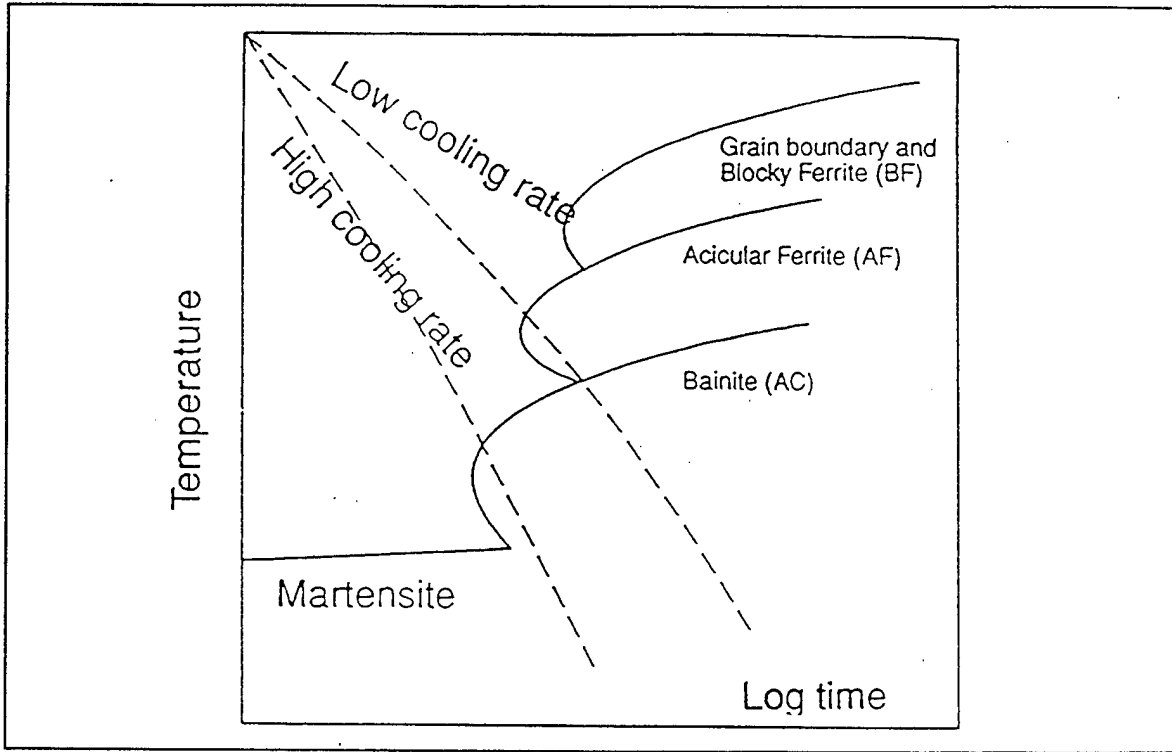 Low cooling rate
High cooling rate
Grain boundary and
Blocky Ferrite (BF)
Acicular Ferrite (AF)
Bainite (AC)
Temperature
Martensite
Log time